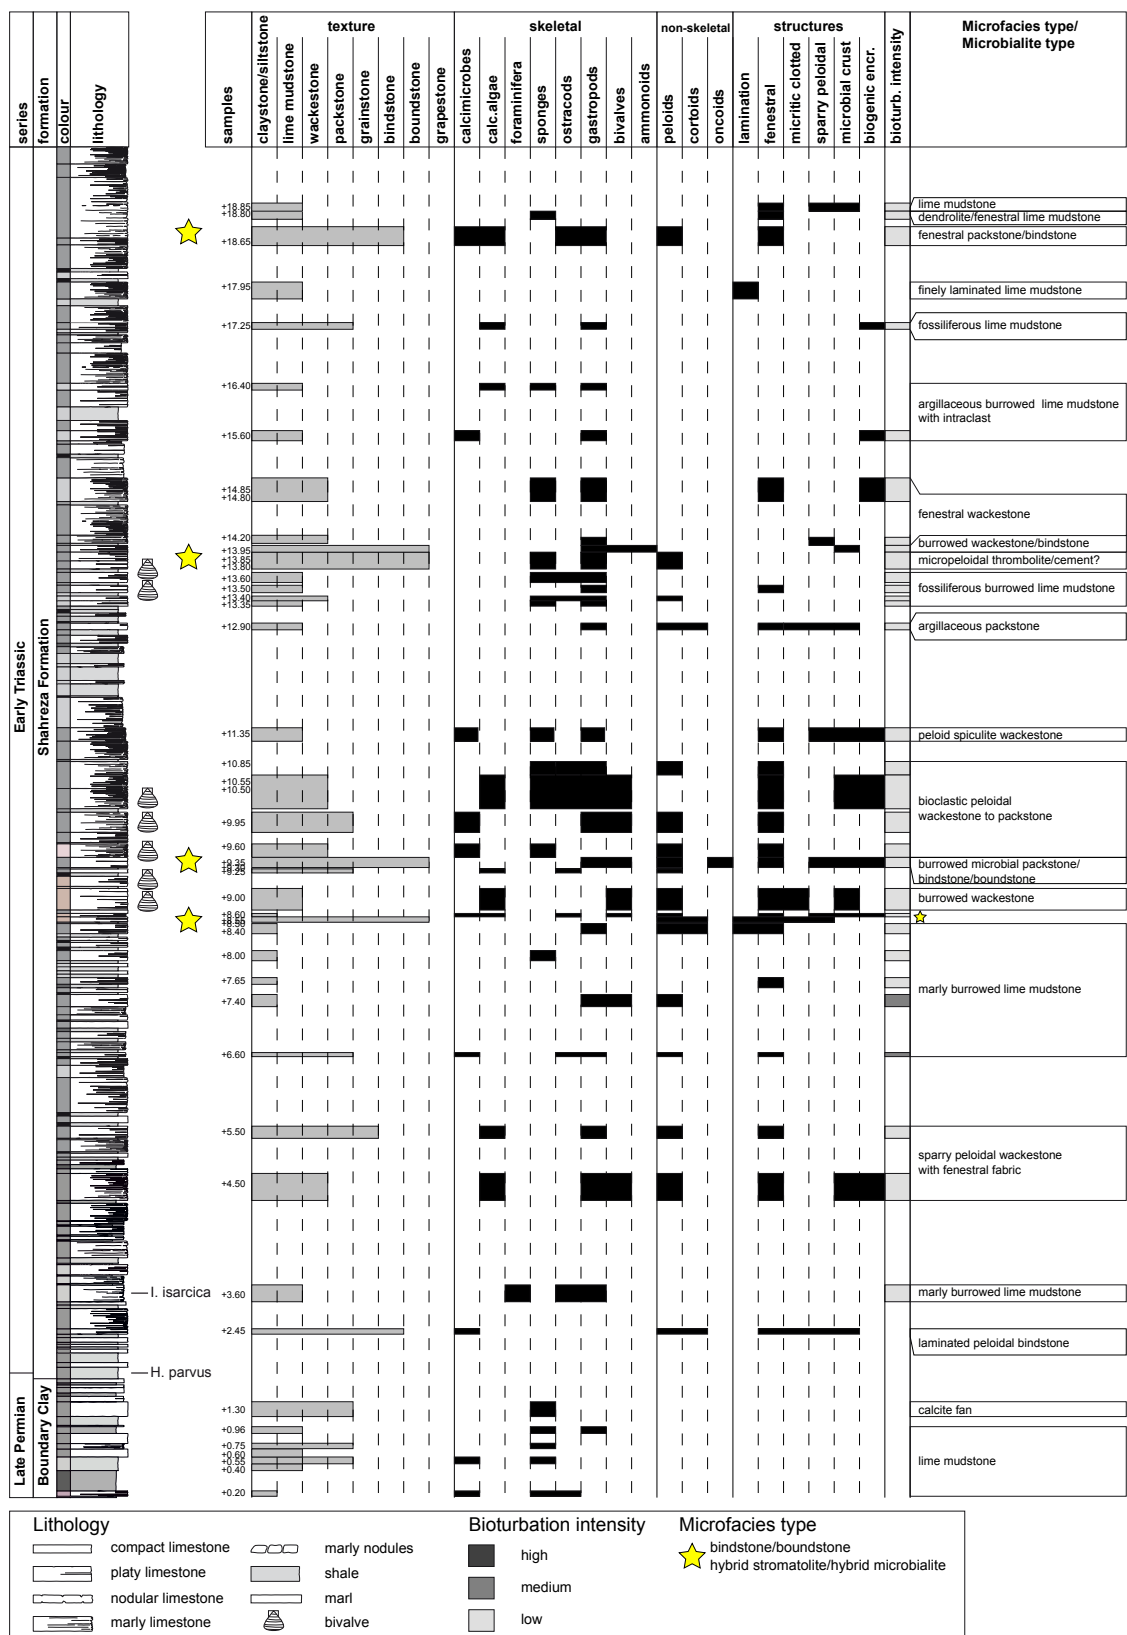 series
formation
colour
lithology
samples
texture
claystone/siltstone
lime mudstone
wackestone
packstone
grainstone
bindstone
boundstone
grapestone
skeletal
calcimicrobes
calc.algae
foraminifera
sponges
ostracods
gastropods
bivalves
ammonoids
non-skeletal
peloids
cortoids
oncoids
structures
lamination
fenestral
micritic clotted
sparry peloidal
microbial crust
biogenic encr.
bioturb. intensity
Microfacies type/
Microbialite type
Early Triassic
Late Permian
Shahreza Formation
Boundary Clay
I. isarcica
H. parvus
+18.85
+18.80
+18.65
+17.95
+17.25
+16.40
+15.60
+14.85
+14.80
+14.20
+13.95
+13.85
+13.80
+13.60
+13.50
+13.40
+13.35
+12.90
+11.35
+10.85
+10.55
+10.50
+9.95
+9.60
+9.35
+9.25
+9.00
+8.60
+8.40
+8.00
+7.65
+7.40
+6.60
+5.50
+4.50
+3.60
+2.45
+1.30
+0.96
+0.75
+0.60
+0.55
+0.40
+0.20
lime mudstone
dendrolite/fenestral lime mudstone
fenestral packstone/bindstone
finely laminated lime mudstone
fossiliferous lime mudstone
argillaceous burrowed lime mudstone
with intraclast
fenestral wackestone
burrowed wackestone/bindstone
micropeloidal thrombolite/cement?
fossiliferous burrowed lime mudstone
argillaceous packstone
peloid spiculite wackestone
bioclastic peloidal
wackestone to packstone
burrowed microbial packstone/
bindstone/boundstone
burrowed wackestone
marly burrowed lime mudstone
sparry peloidal wackestone
with fenestral fabric
marly burrowed lime mudstone
laminated peloidal bindstone
calcite fan
lime mudstone
Lithology
compact limestone
platy limestone
nodular limestone
marly limestone
marly nodules
shale
marl
bivalve
Bioturbation intensity
high
medium
low
Microfacies type
bindstone/boundstone
hybrid stromatolite/hybrid microbialite